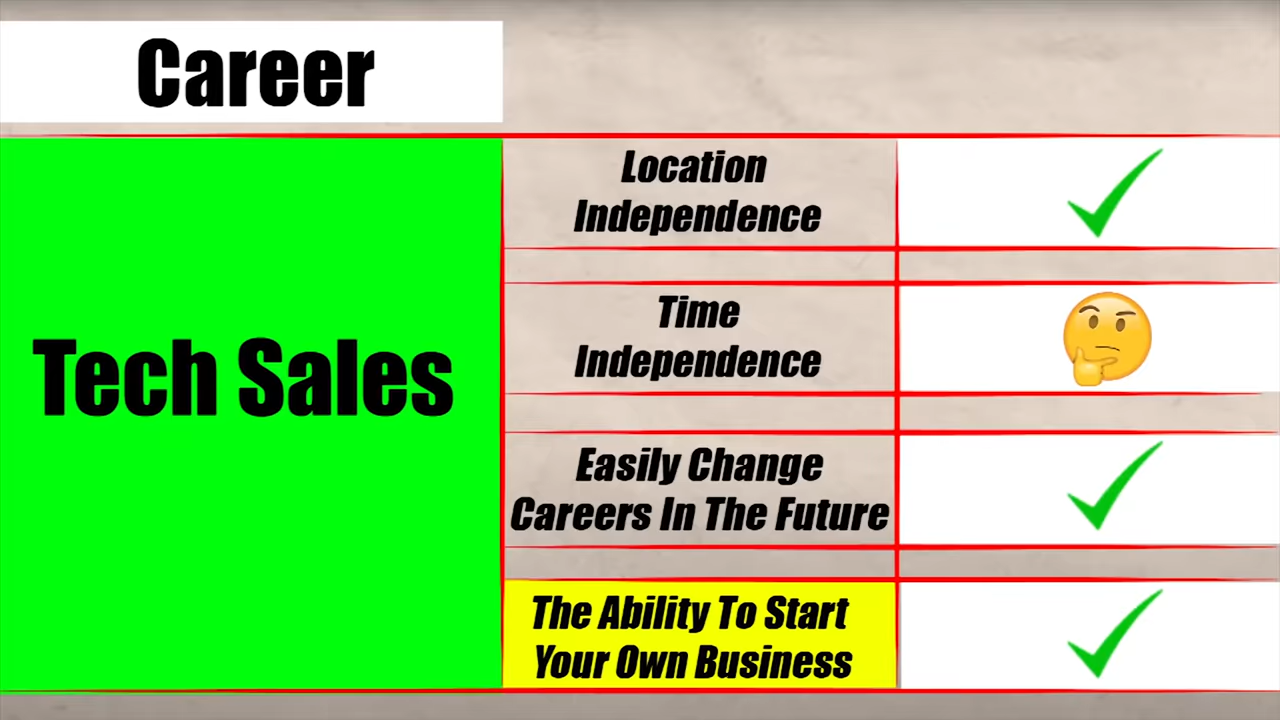 Career
Tech Sales
Location
Independence
Time
Independence
Easily Change
Careers In The Future
The Ability To Start
Your Own Business